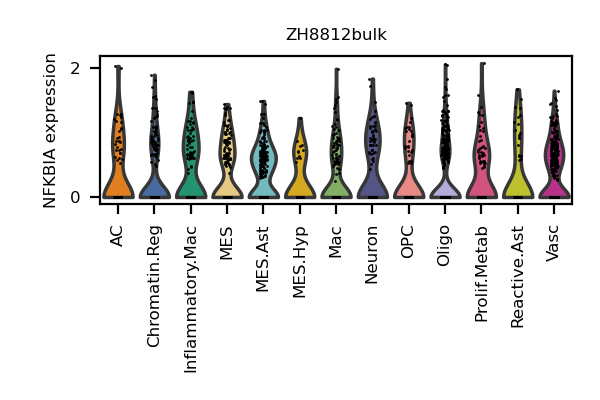 ZH8812bulk
NFKBIA expression
2
0
AC
Chromatin.Reg
Inflammatory.Mac
MES
MES.Ast
MES.Hyp
Mac
Neuron
OPC
Oligo
Prolif.Metab
Reactive.Ast
Vasc